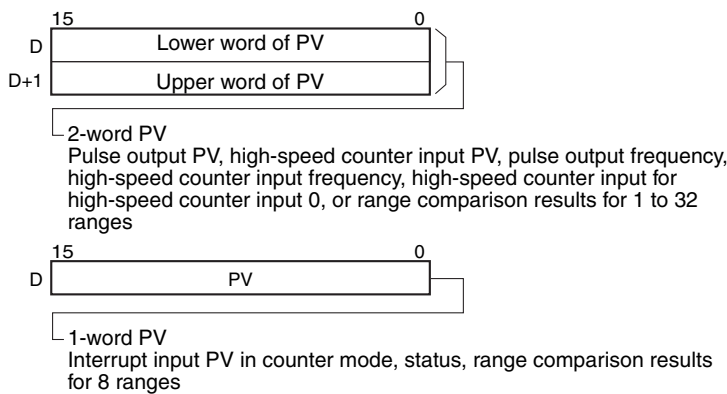 15 0
D Lower word of PV
D+1 Upper word of PV
2-word PV
Pulse output PV, high-speed counter input PV, pulse output frequency,
high-speed counter input frequency, high-speed counter input for
high-speed counter input 0, or range comparison results for 1 to 32
ranges
15 0
D PV
1-word PV
Interrupt input PV in counter mode, status, range comparison results
for 8 ranges